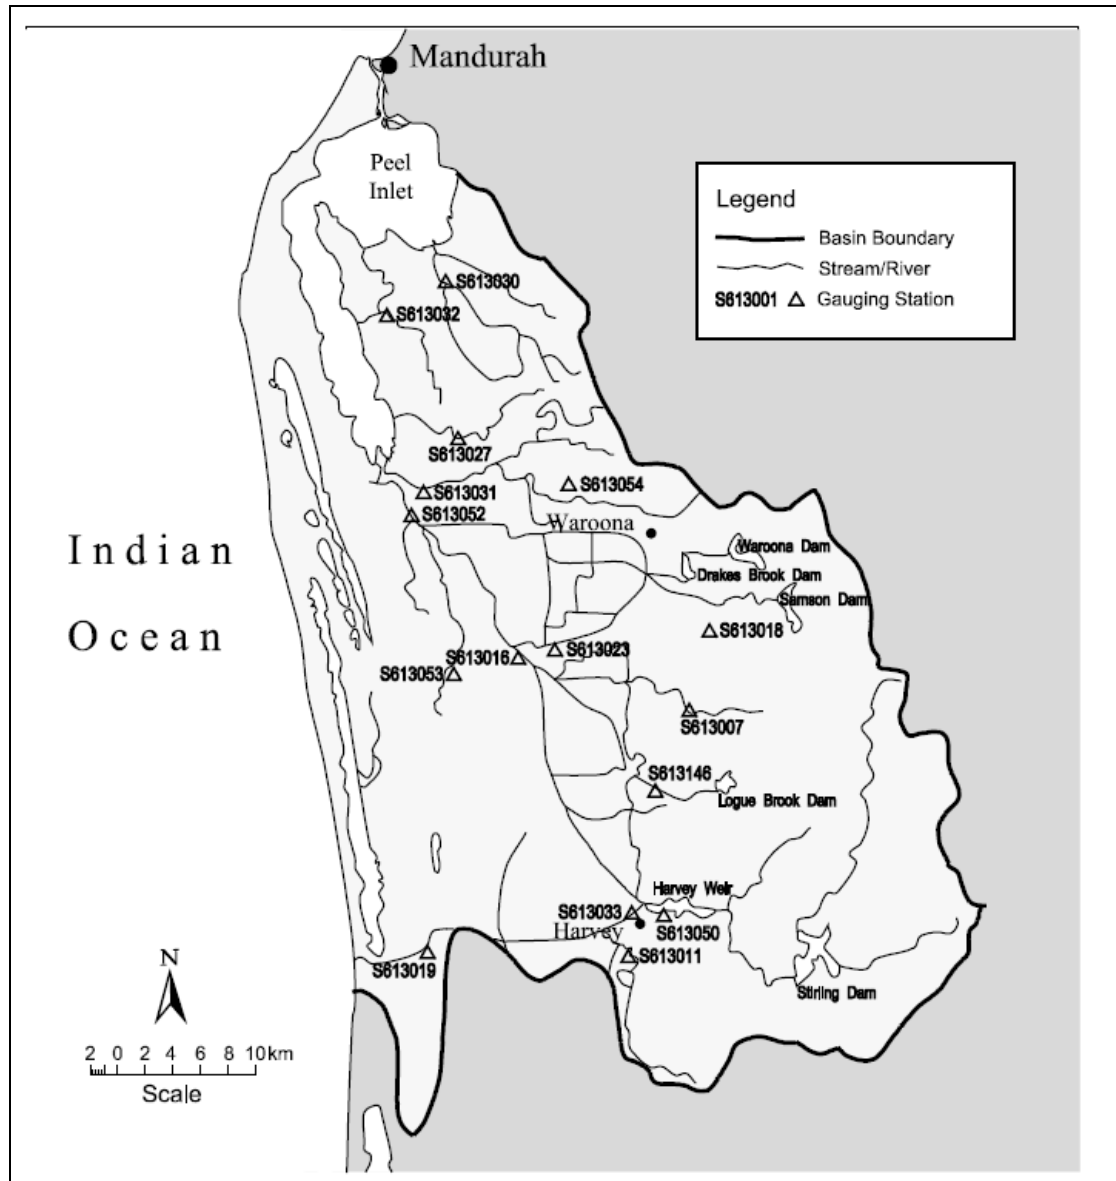 Mandurah
Peel
Inlet
Legend
Basin Boundary
Stream/River
S613001 Gauging Station
S613030
S613032
S613027
S613054
S613031
S613052
Waroona
Waroona Dam
Drakes Brook Dam
Samson Dam
Indian
Ocean
S613018
S613023
S613016
S613053
S613007
S613146
Logue Brook Dam
Harvey Weir
S613033
Harvey
S613050
S613011
S613019
Stirling Dam
N
2 0 2 4 6 8 10km
Scale